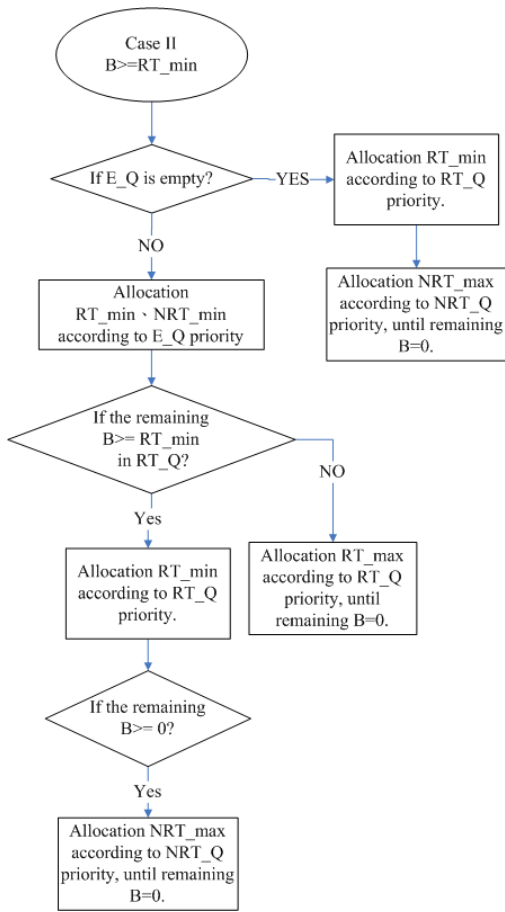 Case II
B>=RT_min
If E_Q is empty?
YES
Allocation RT_min
according to RT_Q
priority.
NO
Allocation NRT_max
according to NRT_Q
priority, until remaining
B=0.
Allocation
RT_min、NRT_min
according to E_Q priority
If the remaining
B>= RT_min
in RT_Q?
NO
Yes
Allocation RT_min
according to RT_Q
priority.
Allocation RT_max
according to RT_Q
priority, until
remaining B=0.
If the remaining
B>= 0?
Yes
Allocation NRT_max
according to NRT_Q
priority, until remaining
B=0.